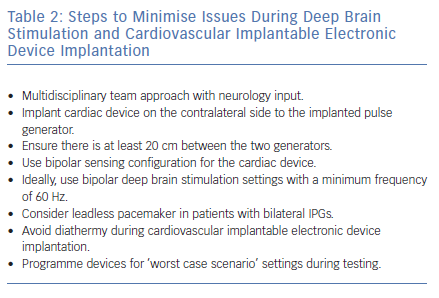 Table 2: Steps to Minimise Issues During Deep Brain
Stimulation and Cardiovascular Implantable Electronic
Device Implantation
• Multidisciplinary team approach with neurology input.
• Implant cardiac device on the contralateral side to the implanted pulse
generator.
• Ensure there is at least 20 cm between the two generators.
• Use bipolar sensing configuration for the cardiac device.
• Ideally, use bipolar deep brain stimulation settings with a minimum frequency
of 60 Hz.
• Consider leadless pacemaker in patients with bilateral IPGs.
• Avoid diathermy during cardiovascular implantable electronic device
implantation.
• Programme devices for ‘worst case scenario’ settings during testing.